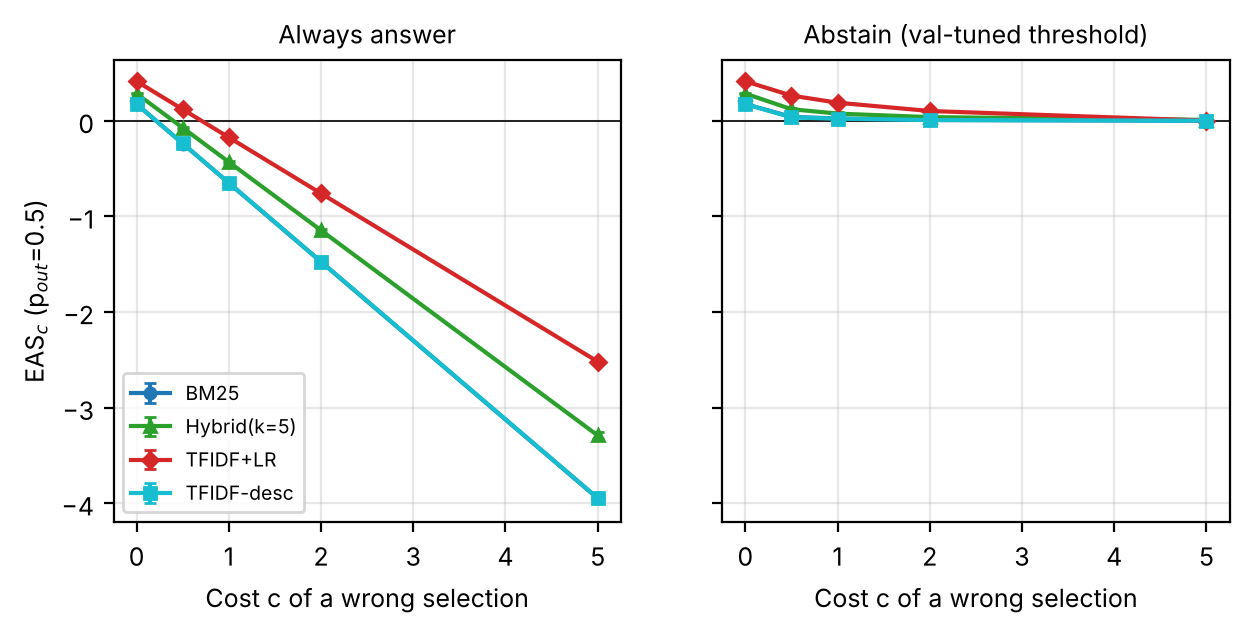 Always answer
Abstain (val-tuned threshold)
EAS_c (p_out=0.5)
0
−1
−2
−3
−4
BM25
Hybrid(k=5)
TFIDF+LR
TFIDF-desc
0 1 2 3 4 5
0 1 2 3 4 5
Cost c of a wrong selection
Cost c of a wrong selection